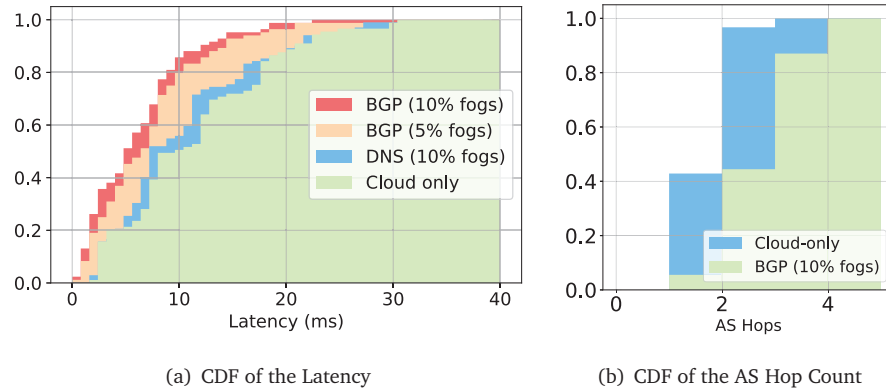 1.0
0.8
0.6
0.4
0.2
0.0
0 10 20 30 40
Latency (ms)
BGP (10% fogs)
BGP (5% fogs)
DNS (10% fogs)
Cloud only
(a) CDF of the Latency
1.0
0.8
0.6
0.4
0.2
0.0
0 2 4
AS Hops
Cloud-only
BGP (10% fogs)
(b) CDF of the AS Hop Count